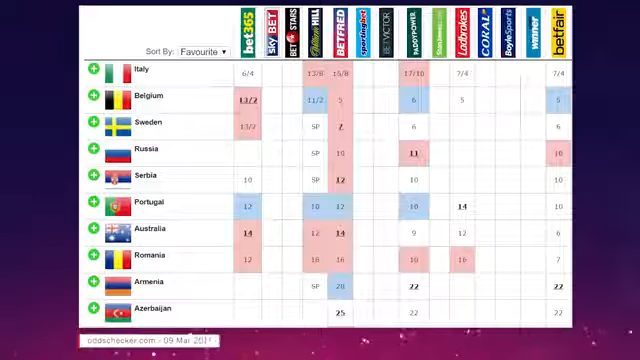 bet365 sky BET BET STARS William HILL BETFRED sportingbet BETVICTOR PADDYPOWER StanJames Ladbrokes CORAL BoyleSports winner betfair
Sort By: Favourite
Italy 6/4 13/8 15/8 17/10 7/4 7/4
Belgium 13/2 11/2 5 6 5 5
Sweden 13/2 SP 7 6 6
Russia SP 10 11 10
Serbia 10 SP 12 10 10
Portugal 12 10 12 10 14 10
Australia 14 12 14 9 12 6
Romania 12 16 16 10 16 7
Armenia SP 20 22 22
Azerbaijan 25 22 22
oddschecker.com - 09 Mar